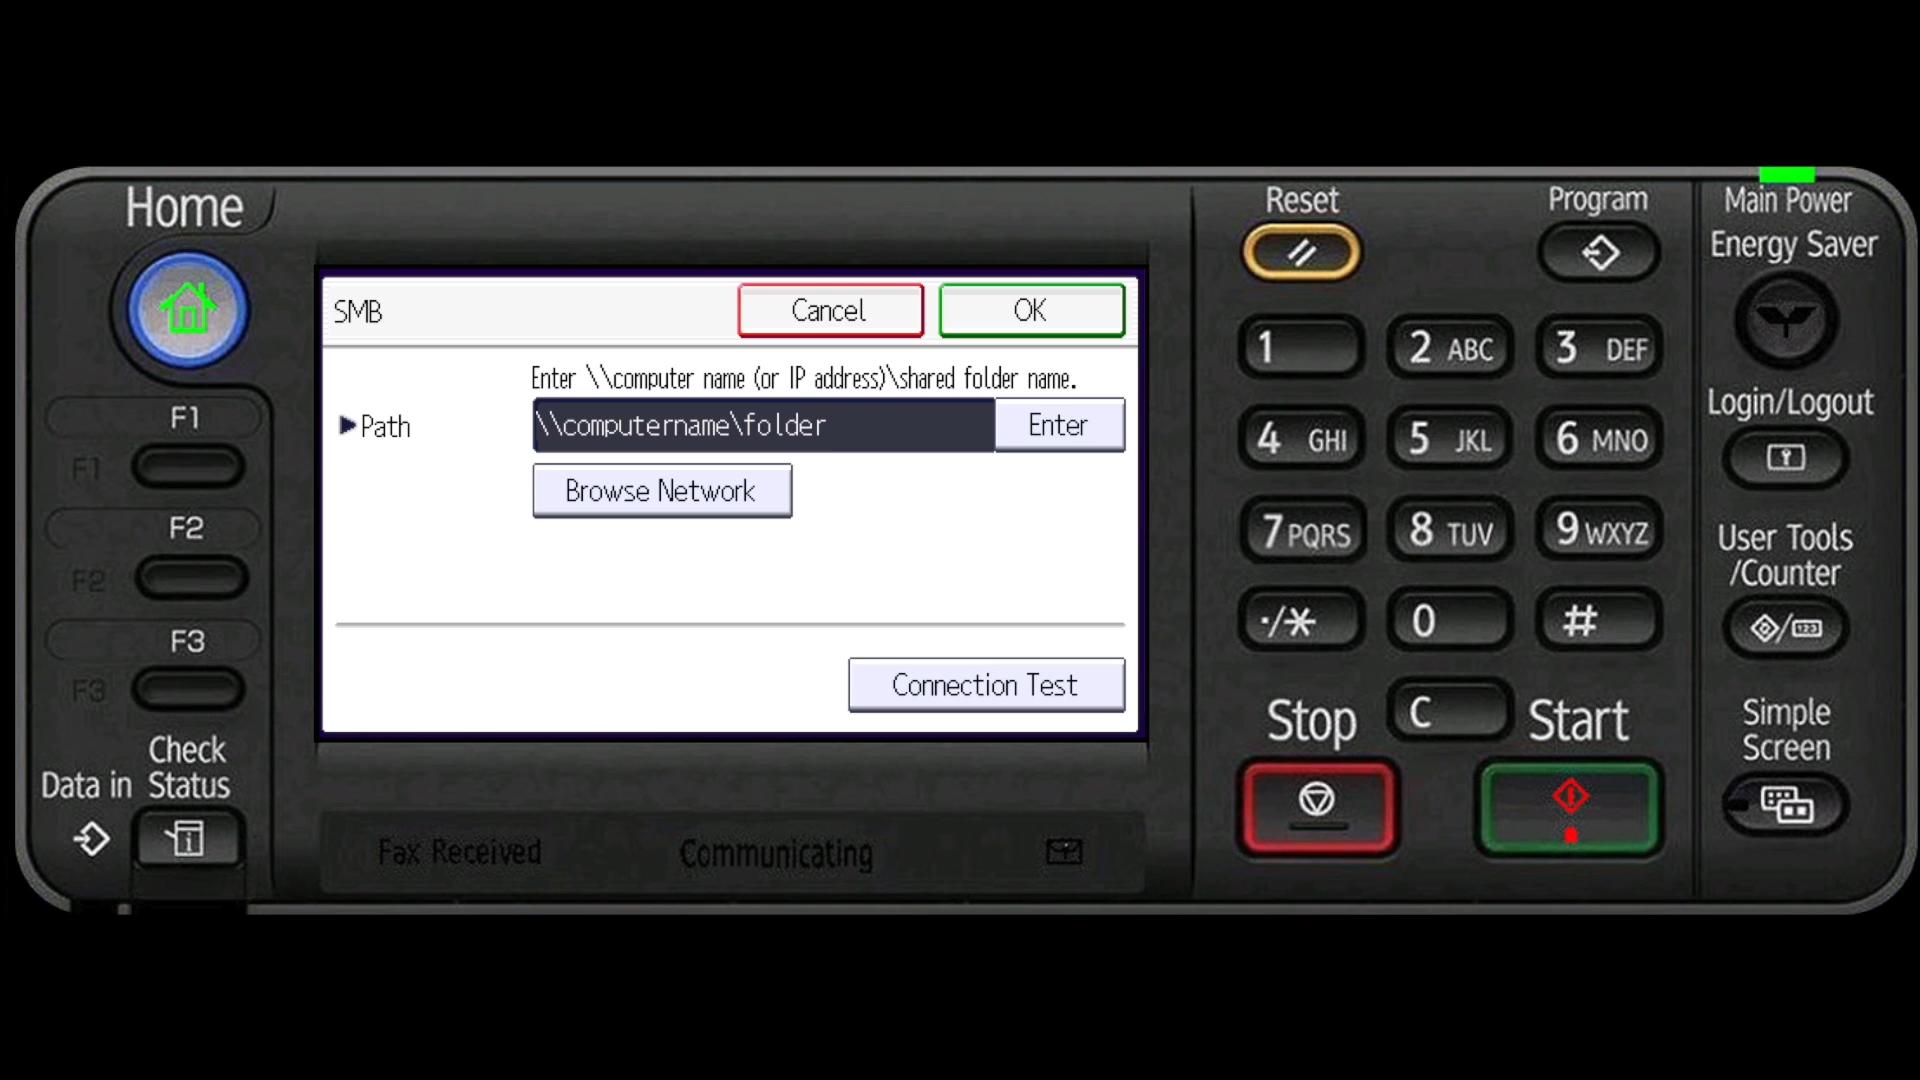 Home
F1
F1
F2
F2
F3
F3
Check
Data in Status
SMB
Cancel
OK
Enter \\computer name (or IP address)\shared folder name.
Path
\\computername\folder
Enter
Browse Network
Connection Test
Fax Received
Communicating
Reset
Program
1
2 ABC
3 DEF
4 GHI
5 JKL
6 MNO
7 PQRS
8 TUV
9 WXYZ
·/*
0
#
C
Stop
Start
Main Power
Energy Saver
Login/Logout
User Tools
/Counter
123
Simple
Screen